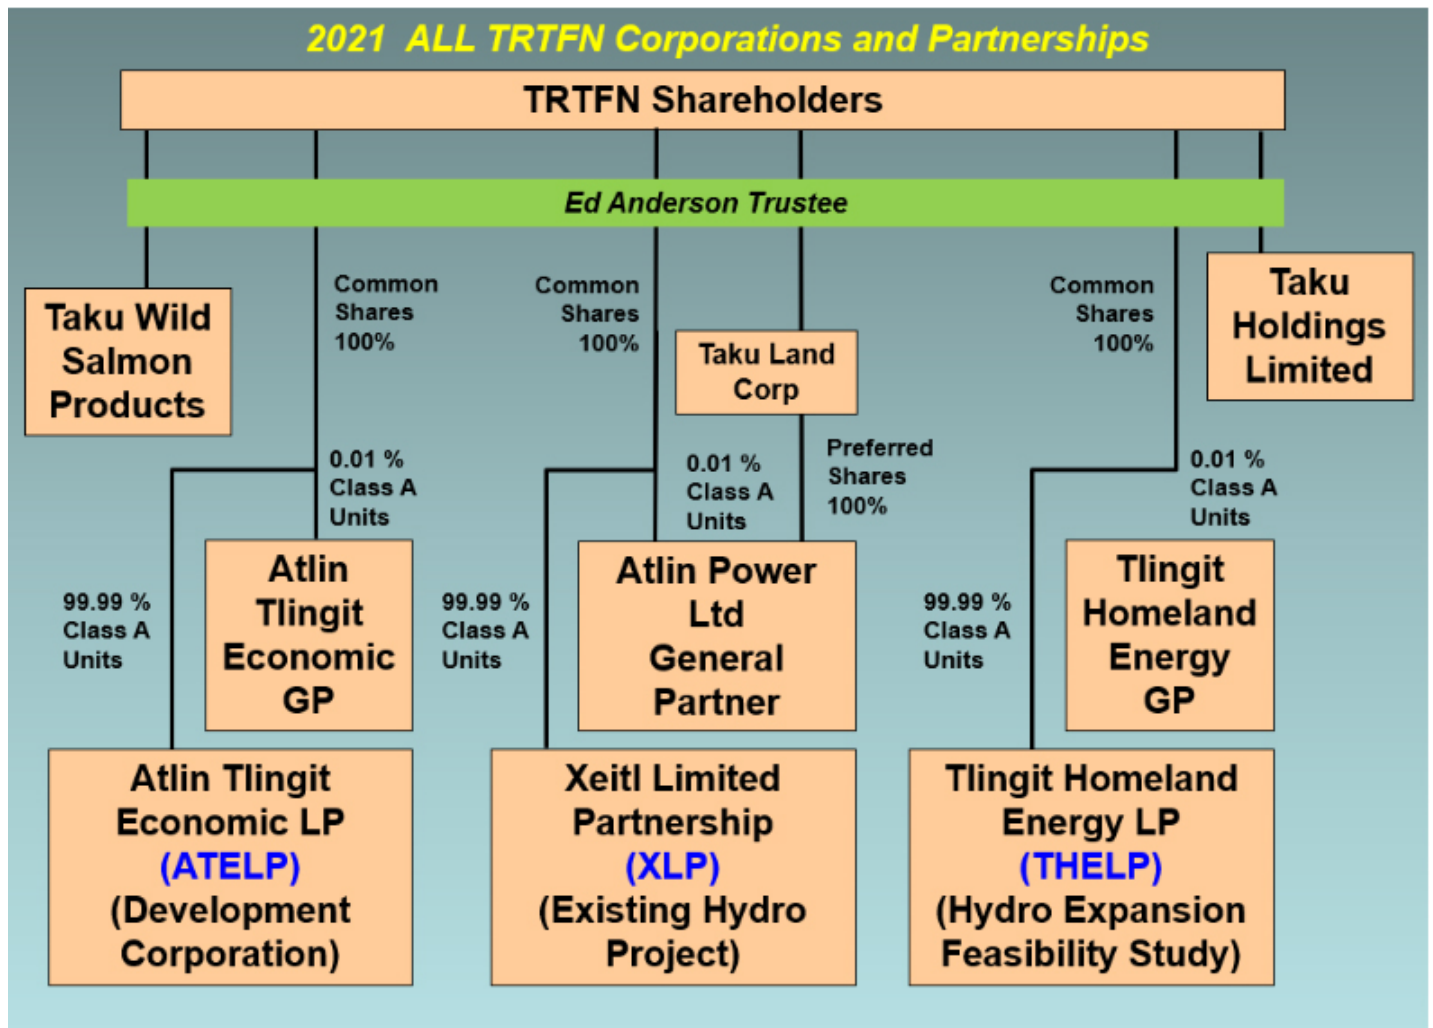 2021 ALL TRTFN Corporations and Partnerships
TRTFN Shareholders
Ed Anderson Trustee
Taku Wild
Salmon
Products
Common
Shares
100%
Common
Shares
100%
Taku Land
Corp
Common
Shares
100%
Taku
Holdings
Limited
0.01 %
Class A
Units
0.01 %
Class A
Units
Preferred
Shares
100%
0.01 %
Class A
Units
99.99 %
Class A
Units
Atlin
Tlingit
Economic
GP
99.99 %
Class A
Units
Atlin Power
Ltd
General
Partner
99.99 %
Class A
Units
Tlingit
Homeland
Energy
GP
Atlin Tlingit
Economic LP
(ATELP)
(Development
Corporation)
Xeitl Limited
Partnership
(XLP)
(Existing Hydro
Project)
Tlingit Homeland
Energy LP
(THELP)
(Hydro Expansion
Feasibility Study)